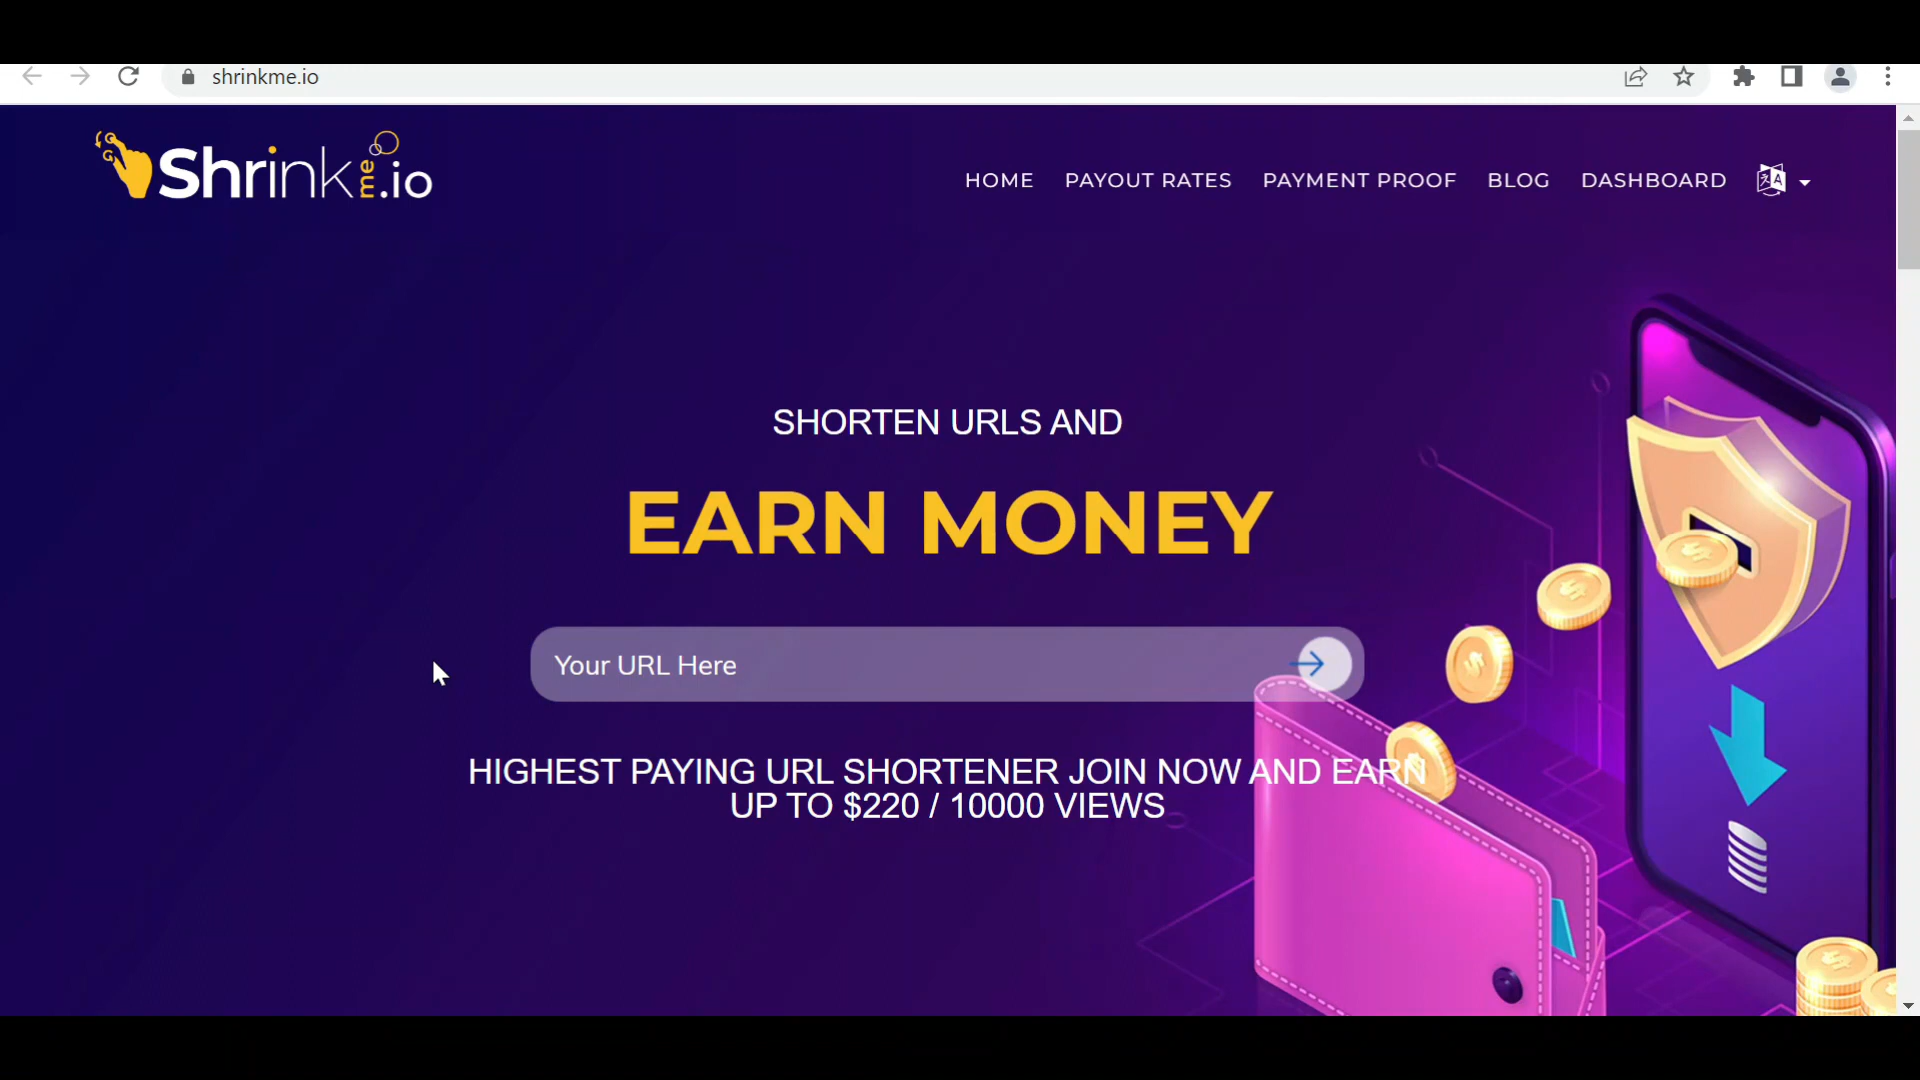 shrinkme.io
Shrinkme.io
HOME PAYOUT RATES PAYMENT PROOF BLOG DASHBOARD
SHORTEN URLS AND
EARN MONEY
Your URL Here
HIGHEST PAYING URL SHORTENER JOIN NOW AND EARN
UP TO $220 / 10000 VIEWS